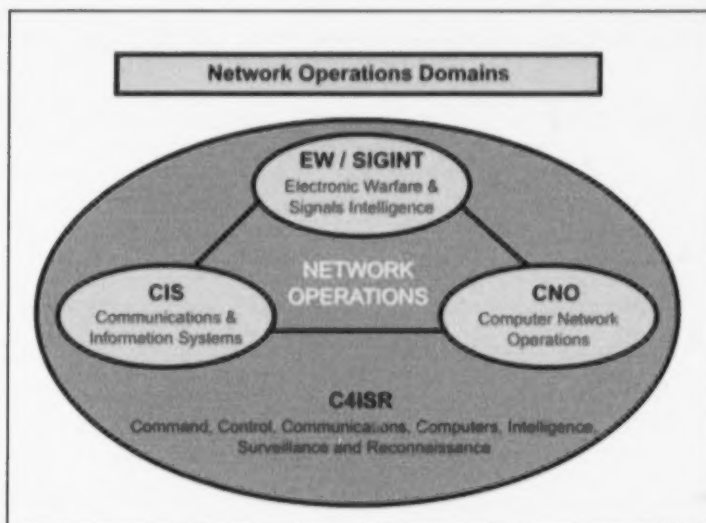 Network Operations Domains
EW / SIGINT
Electronic Warfare &
Signals Intelligence
NETWORK
OPERATIONS
CIS
Communications &
Information Systems
CNO
Computer Network
Operations
C4ISR
Command, Control, Communications, Computers, Intelligence,
Surveillance and Reconnaissance